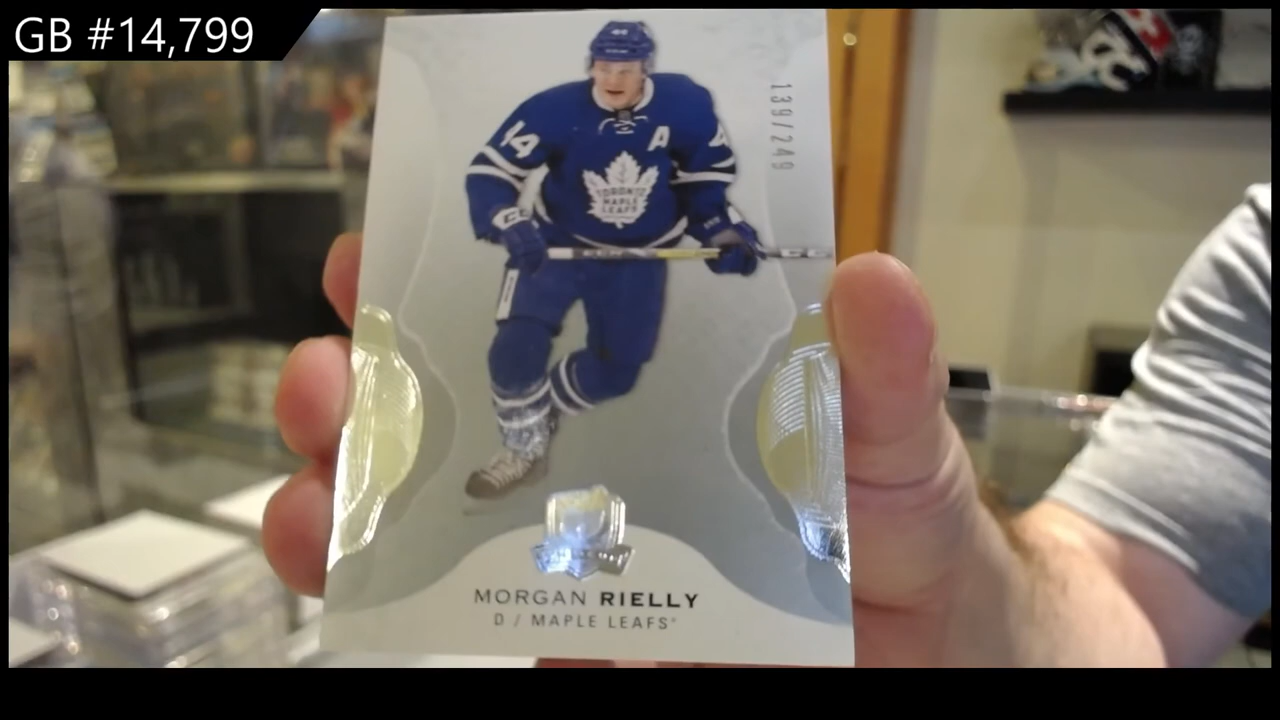 GB #14,799
139/249
44
A
TORONTO
MAPLE
LEAFS
MORGAN RIELLY
D / MAPLE LEAFS